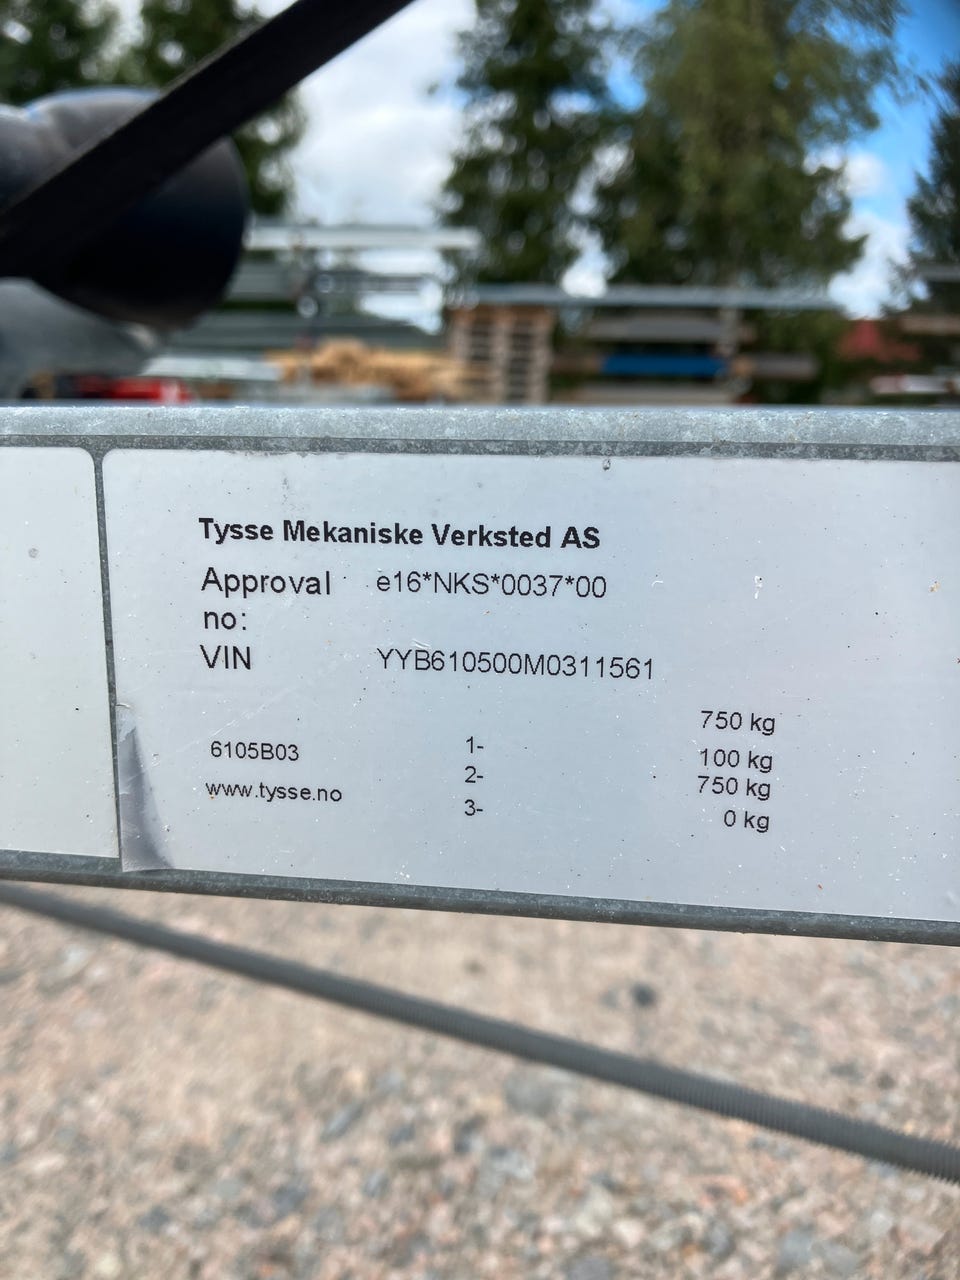 Tysse Mekaniske Verksted AS
Approval no: e16*NKS*0037*00
VIN YYB610500M0311561
750 kg
6105B03 1- 100 kg
www.tysse.no 2- 750 kg
3- 0 kg